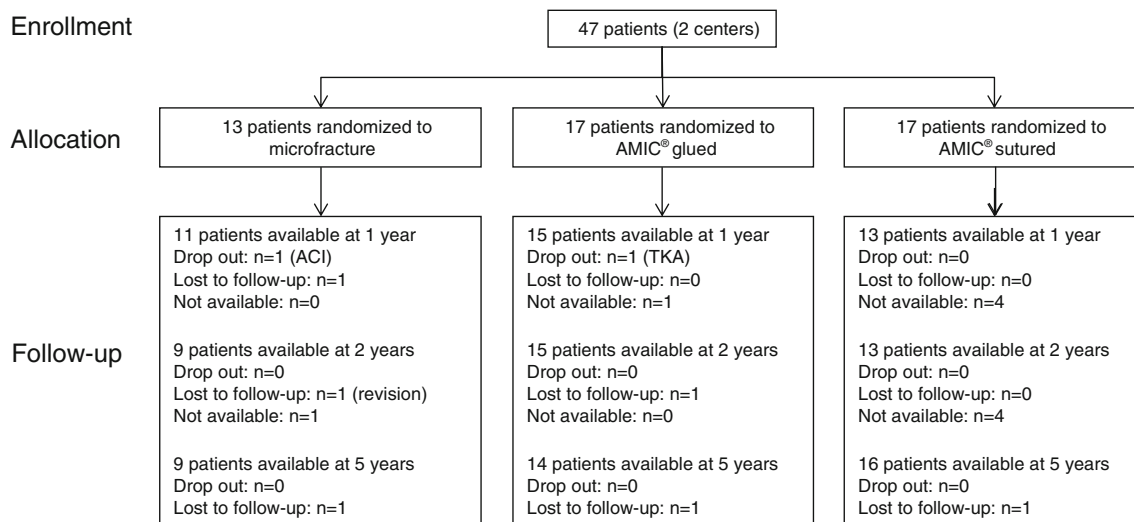 Enrollment
47 patients (2 centers)
Allocation
13 patients randomized to
microfracture
17 patients randomized to
AMIC® glued
17 patients randomized to
AMIC® sutured
Follow-up
11 patients available at 1 year
Drop out: n=1 (ACI)
Lost to follow-up: n=1
Not available: n=0
9 patients available at 2 years
Drop out: n=0
Lost to follow-up: n=1 (revision)
Not available: n=1
9 patients available at 5 years
Drop out: n=0
Lost to follow-up: n=1
15 patients available at 1 year
Drop out: n=1 (TKA)
Lost to follow-up: n=0
Not available: n=1
15 patients available at 2 years
Drop out: n=0
Lost to follow-up: n=1
Not available: n=0
14 patients available at 5 years
Drop out: n=0
Lost to follow-up: n=1
13 patients available at 1 year
Drop out: n=0
Lost to follow-up: n=0
Not available: n=4
13 patients available at 2 years
Drop out: n=0
Lost to follow-up: n=0
Not available: n=4
16 patients available at 5 years
Drop out: n=0
Lost to follow-up: n=1